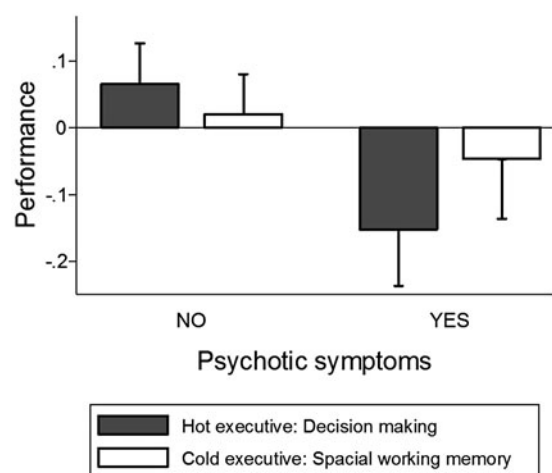 Performance
.1
0
-.1
-.2
NO YES
Psychotic symptoms
Hot executive: Decision making
Cold executive: Spacial working memory